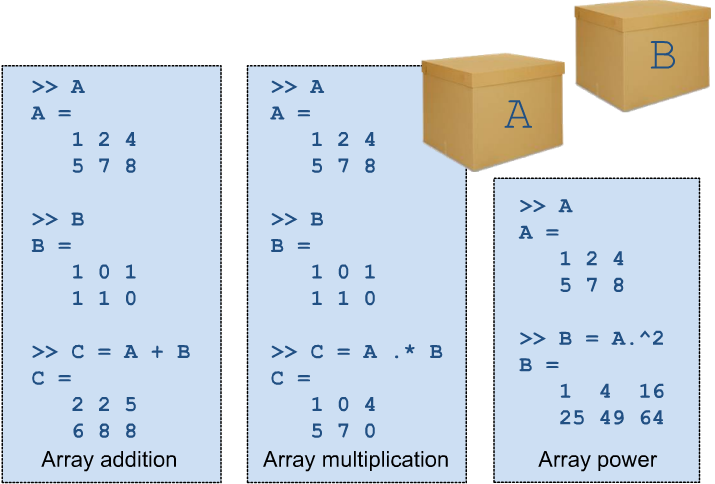 >> A
A =
1 2 4
5 7 8
>> B
B =
1 0 1
1 1 0
>> C = A + B
C =
2 2 5
6 8 8
Array addition
>> A
A =
1 2 4
5 7 8
>> B
B =
1 0 1
1 1 0
>> C = A .* B
C =
1 0 4
5 7 0
Array multiplication
A
B
>> A
A =
1 2 4
5 7 8
>> B = A.^2
B =
1 4 16
25 49 64
Array power